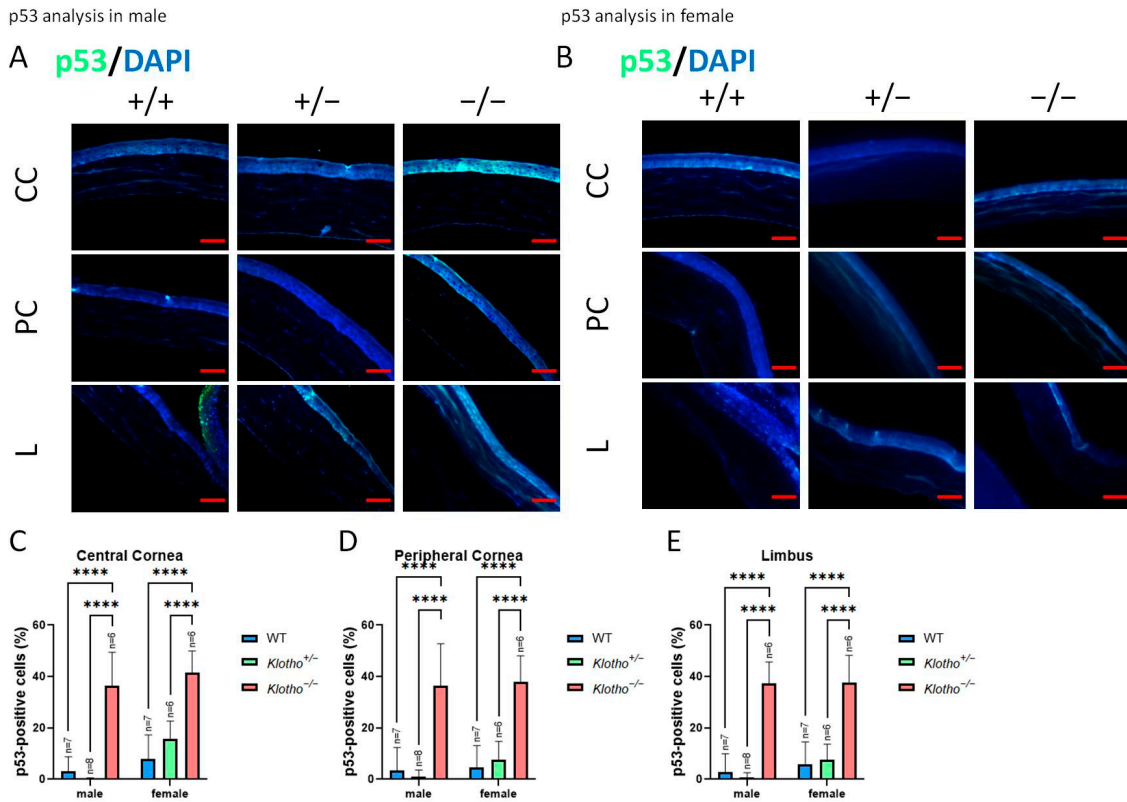 p53 analysis in male
p53 analysis in female
A
p53/DAPI
+/+ +/− −/−
CC
PC
L
B
p53/DAPI
+/+ +/− −/−
CC
PC
L
C
Central Cornea
****
****
****
****
p53-positive cells (%)
60
40
20
0
n=7
n=8
n=6
n=7
n=6
n=6
male female
WT
Klotho+/−
Klotho−/−
D
Peripheral Cornea
****
****
****
****
p53-positive cells (%)
60
40
20
0
n=7
n=8
n=6
n=7
n=6
n=6
male female
WT
Klotho+/−
Klotho−/−
E
Limbus
****
****
****
****
p53-positive cells (%)
60
40
20
0
n=7
n=8
n=6
n=7
n=6
n=6
male female
WT
Klotho+/−
Klotho−/−